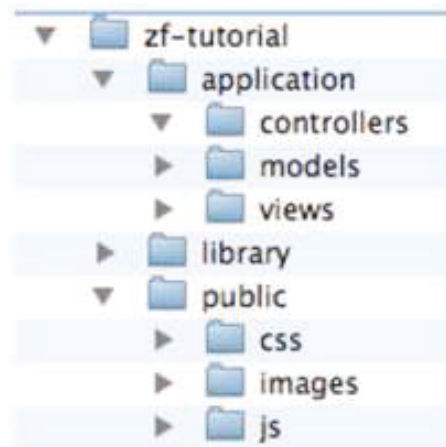 zf-tutorial
application
controllers
models
views
library
public
css
images
js